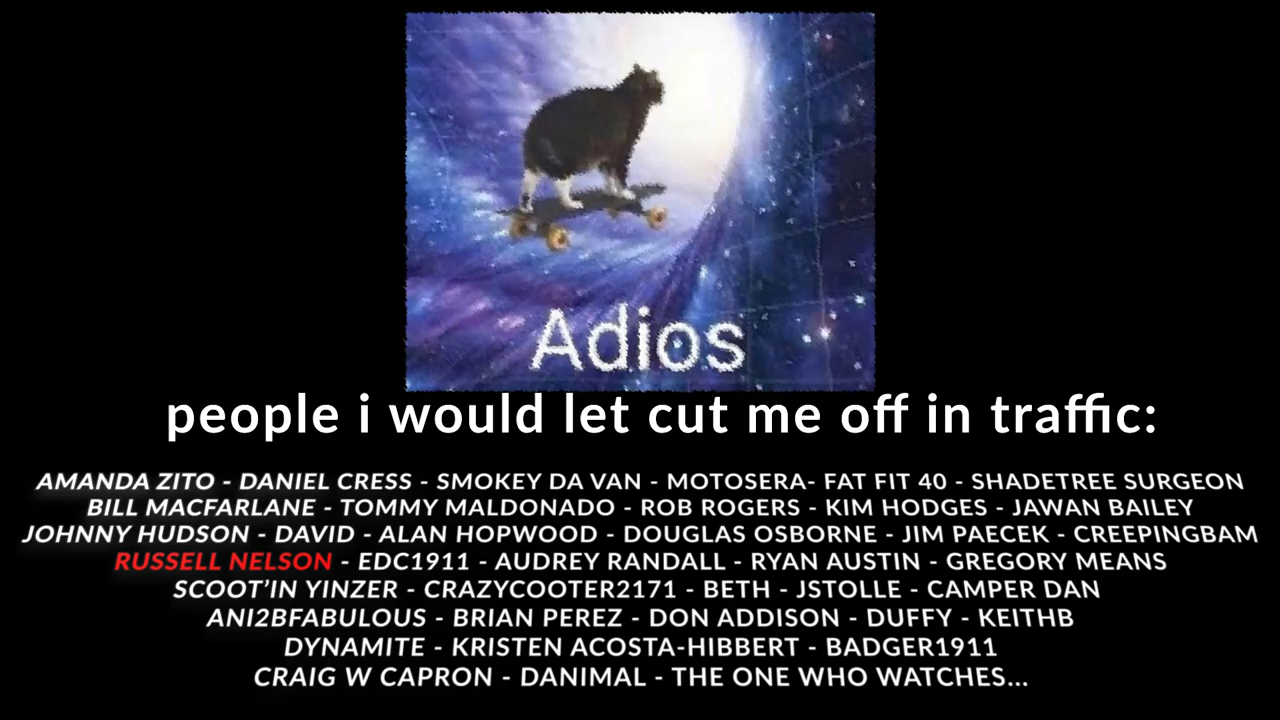 Adios
people i would let cut me off in traffic:
AMANDA ZITO - DANIEL CRESS - SMOKEY DA VAN - MOTOSERA- FAT FIT 40 - SHADETREE SURGEON
BILL MACFARLANE - TOMMY MALDONADO - ROB ROGERS - KIM HODGES - JAWAN BAILEY
JOHNNY HUDSON - DAVID - ALAN HOPWOOD - DOUGLAS OSBORNE - JIM PAECEK - CREEPINGBAM
RUSSELL NELSON - EDC1911 - AUDREY RANDALL - RYAN AUSTIN - GREGORY MEANS
SCOOT’IN YINZER - CRAZYCOOTER2171 - BETH - JSTOLLE - CAMPER DAN
ANI2BFABULOUS - BRIAN PEREZ - DON ADDISON - DUFFY - KEITHB
DYNAMITE - KRISTEN ACOSTA-HIBBERT - BADGER1911
CRAIG W CAPRON - DANIMAL - THE ONE WHO WATCHES...